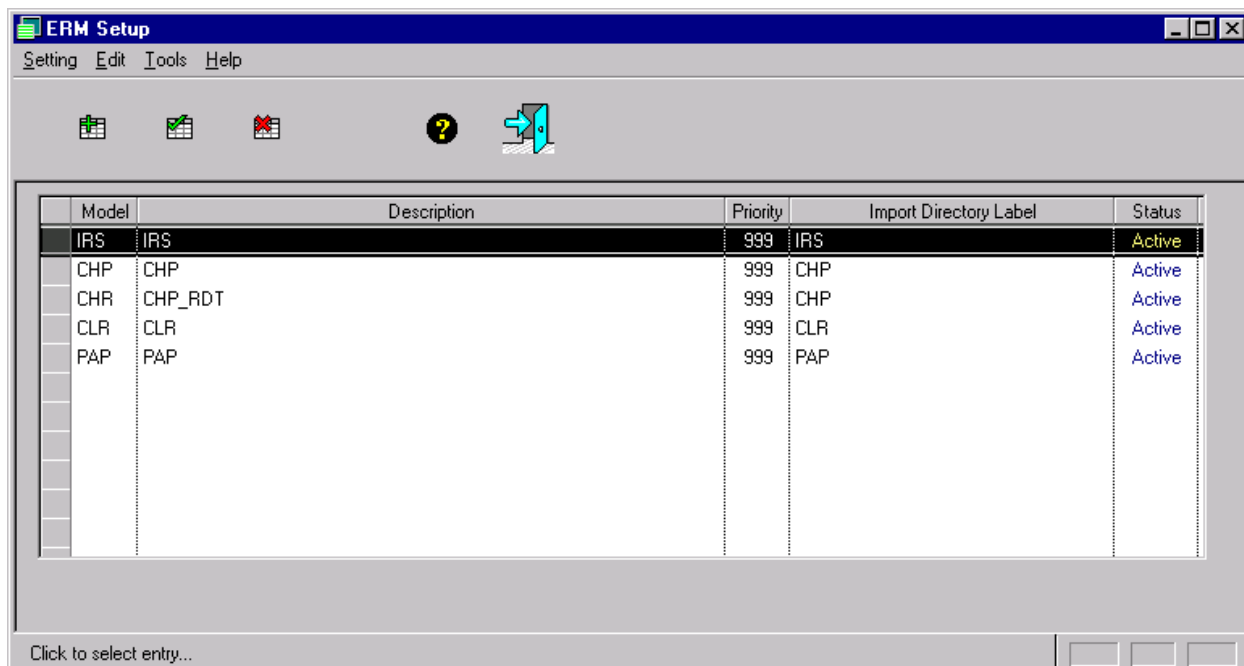 ERM Setup
Setting Edit Tools Help
?
Model Description Priority Import Directory Label Status
IRS IRS 999 IRS Active
CHP CHP 999 CHP Active
CHR CHP_RDT 999 CHP Active
CLR CLR 999 CLR Active
PAP PAP 999 PAP Active
Click to select entry...